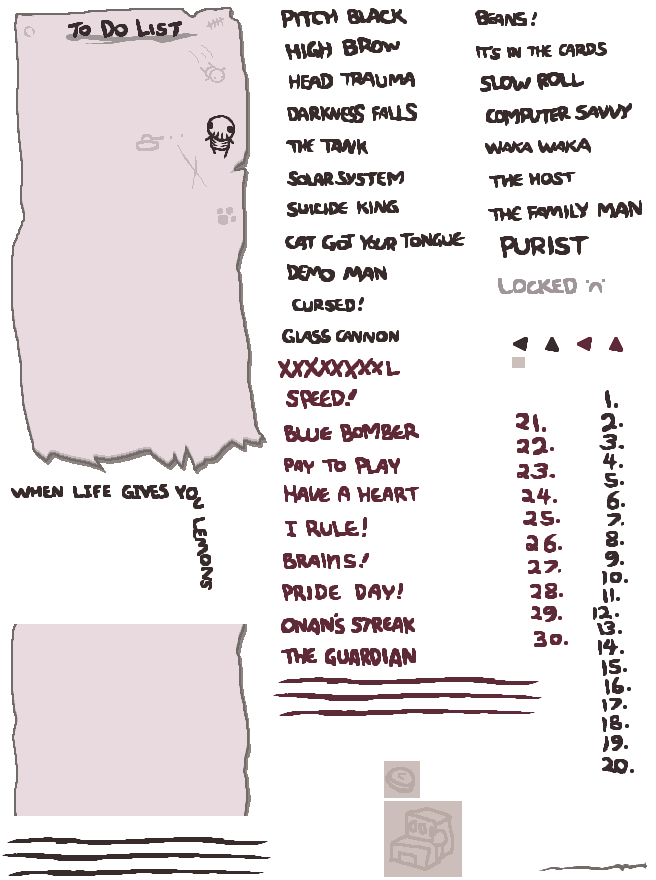 TO DO LIST
WHEN LIFE GIVES YOU LEMONS
PITCH BLACK
HIGH BROW
HEAD TRAUMA
DARKNESS FALLS
THE TANK
SOLAR SYSTEM
SUICIDE KING
CAT GOT YOUR TONGUE
DEMO MAN
CURSED!
GLASS CANNON
XXXXXXXXL
SPEED!
BLUE BOMBER
PAY TO PLAY
HAVE A HEART
I RULE!
BRAINS!
PRIDE DAY!
ONAN'S STREAK
THE GUARDIAN
BEANS!
IT'S IN THE CARDS
SLOW ROLL
COMPUTER SAVVY
WAKA WAKA
THE HOST
THE FAMILY MAN
PURIST
LOCKED :n:
21.
22.
23.
24.
25.
26.
27.
28.
29.
30.
1.
2.
3.
4.
5.
6.
7.
8.
9.
10.
11.
12.
13.
14.
15.
16.
17.
18.
19.
20.